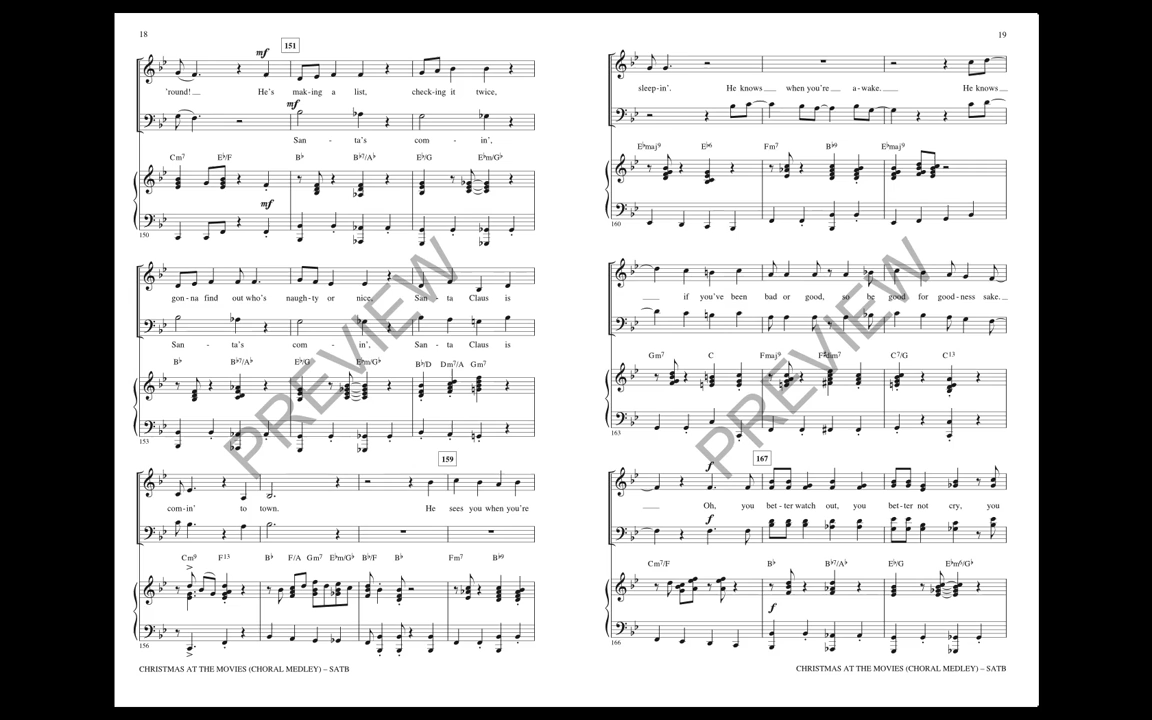 18
151
mf
'round! He's mak-ing a list, check-ing it twice,
mf
San - ta's com - in',
Cm7 E♭/F B♭ B♭7/A♭ E♭/G E♭m/G♭
mf
150
gon-na find out who's naugh-ty or nice, San - ta Claus is
San - ta's com - in', San - ta Claus is
B♭ B♭7/A♭ E♭/G E♭m/G♭ B♭/D Dm7/A Gm7
153
159
com-in' to town. He sees you when you're
Cm9 F13 B♭ F/A Gm7 E♭m/G♭ B♭/F B♭ Fm7 B♭9
156
CHRISTMAS AT THE MOVIES (CHORAL MEDLEY) – SATB
PREVIEW
19
sleep-in'. He knows when you're a-wake. He knows
E♭maj9 E♭6 Fm7 B♭9 E♭maj9
160
if you've been bad or good, so be good for good-ness sake.
Gm7 C Fmaj9 F♯dim7 C7/G C13
163
f
167
Oh, you bet-ter watch out, you bet-ter not cry, you
f
Cm7/F B♭ B♭7/A♭ E♭/G E♭m6/G♭
f
166
CHRISTMAS AT THE MOVIES (CHORAL MEDLEY) – SATB
PREVIEW